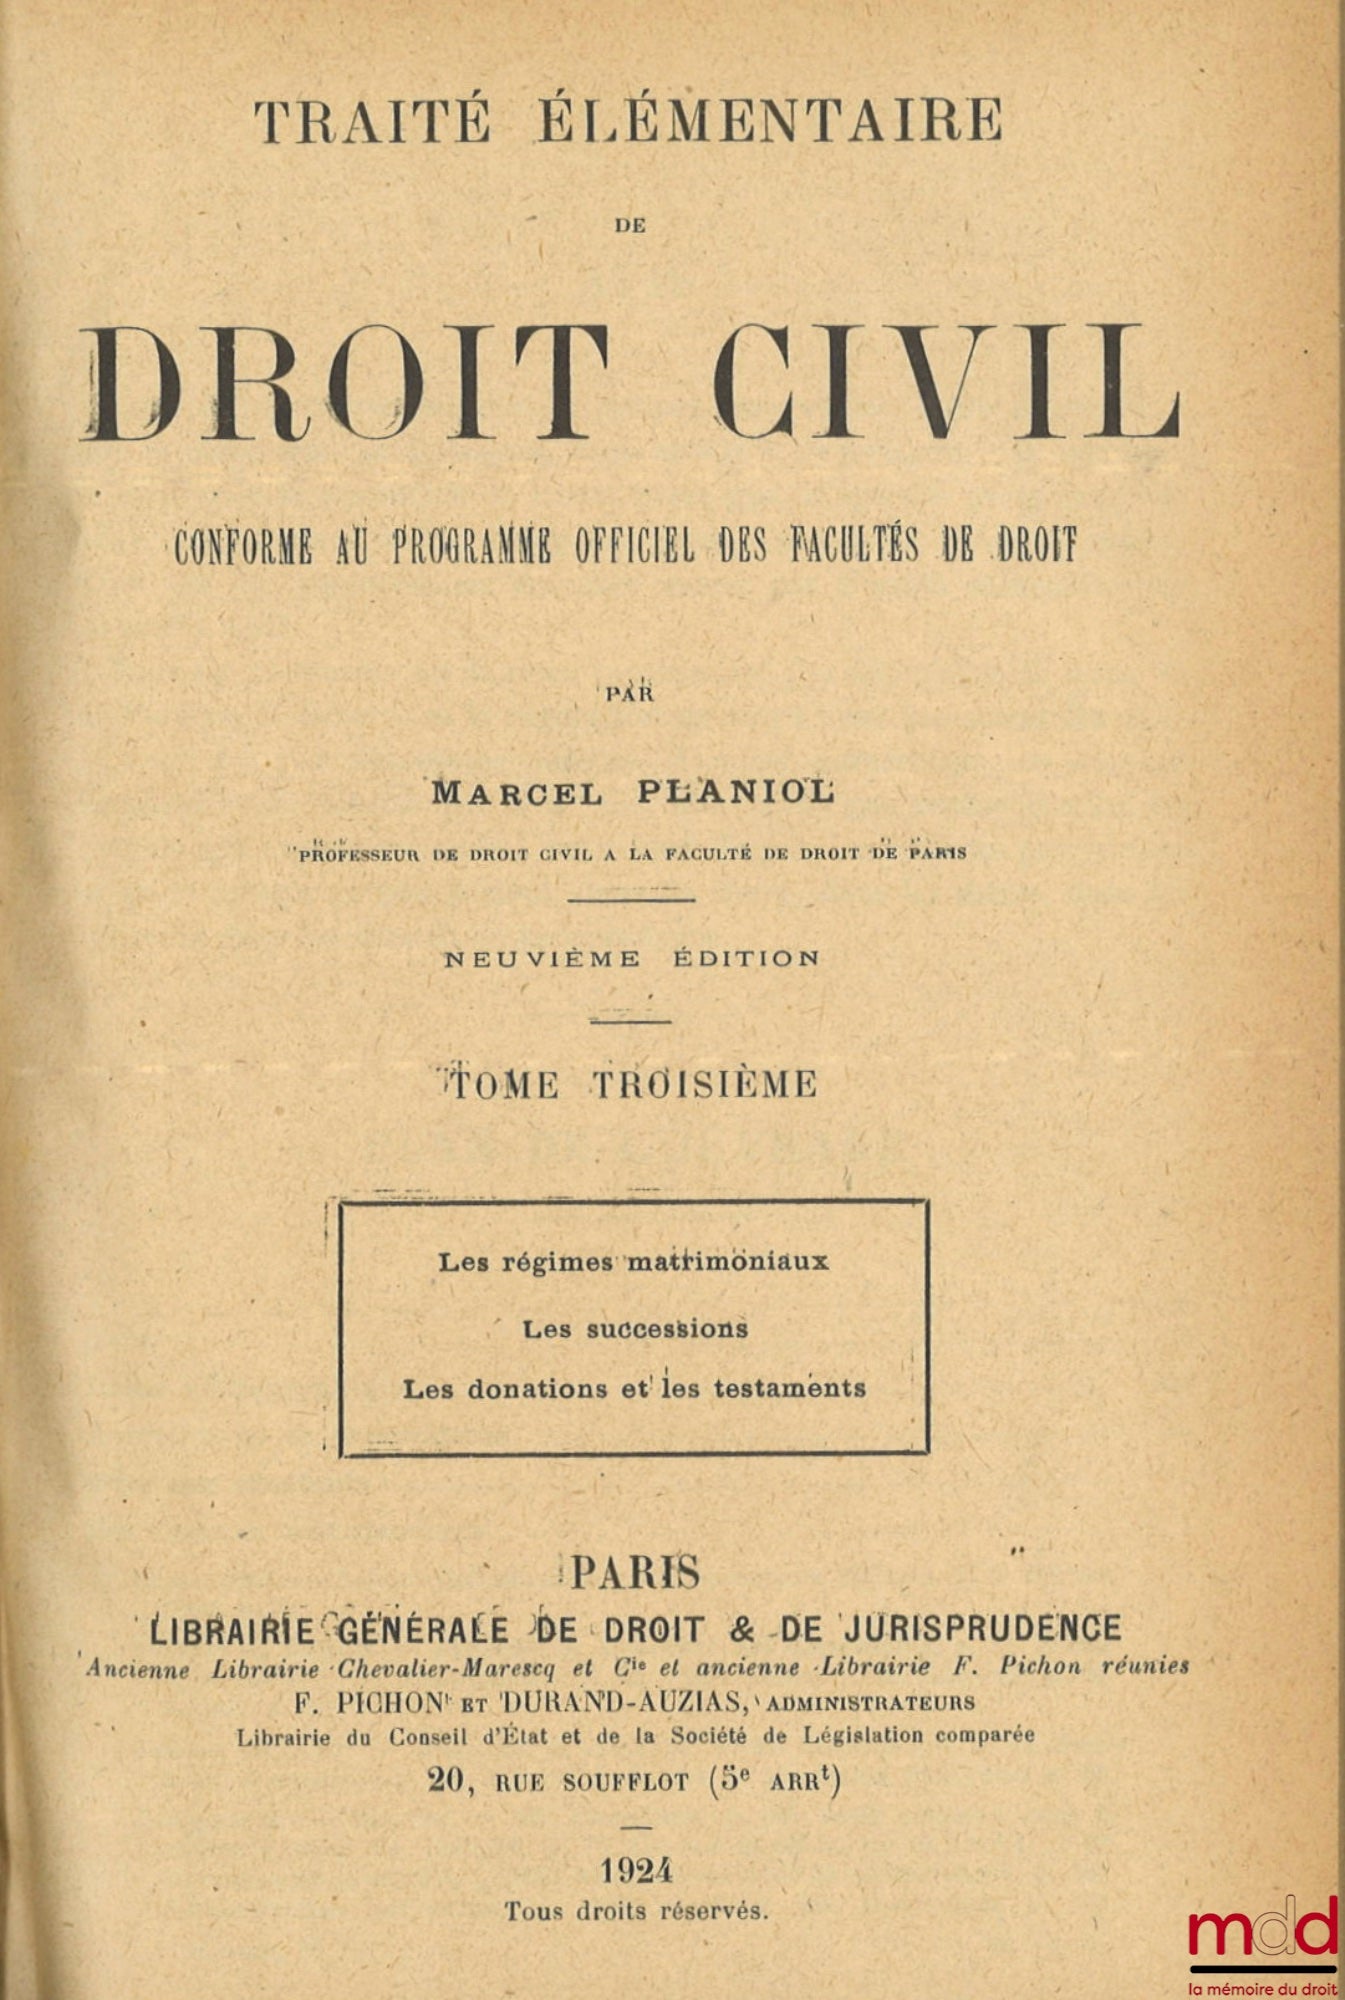 TRAITÉ ÉLÉMENTAIRE
DE
DROIT CIVIL
CONFORME AU PROGRAMME OFFICIEL DES FACULTÉS DE DROIT
PAR
MARCEL PLANIOL
PROFESSEUR DE DROIT CIVIL A LA FACULTÉ DE DROIT DE PARIS
NEUVIÈME ÉDITION
TOME TROISIÈME
Les régimes matrimoniaux
Les successions
Les donations et les testaments
PARIS
LIBRAIRIE GÉNÉRALE DE DROIT & DE JURISPRUDENCE
Ancienne Librairie Chevalier-Marescq et Cie et ancienne Librairie F. Pichon réunies
F. PICHON ET DURAND-AUZIAS, ADMINISTRATEURS
Librairie du Conseil d'État et de la Société de Législation comparée
20, RUE SOUFFLOT (5e ARRt)
1924
Tous droits réservés.
mdd
la mémoire du droit